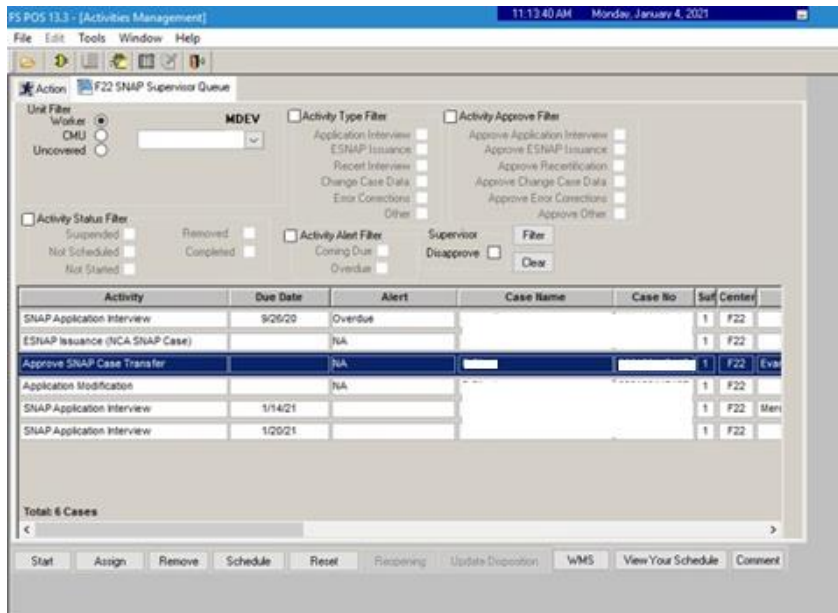 FS POS 13.3 - [Activities Management] 11:13:40 AM Monday, January 4, 2021
File Edit Tools Window Help
Action F22 SNAP Supervisor Queue
Unit Filter
Worker
CMU
Uncovered
MDEV
Activity Type Filter
Application Interview
ESNAP Issuance
Recert Interview
Change Case Data
Error Corrections
Other
Activity Approve Filter
Approve Application Interview
Approve ESNAP Issuance
Approve Recertification
Approve Change Case Data
Approve Error Corrections
Approve Other
Activity Status Filter
Suspended Removed
Not Scheduled Completed
Not Started
Activity Alert Filter
Coming Due
Overdue
Supervisor
Disapprove
Filter
Clear
Activity Due Date Alert Case Name Case No Suf Center
SNAP Application Interview 9/26/20 Overdue 1 F22
ESNAP Issuance (NCA SNAP Case) NA 1 F22
Approve SNAP Case Transfer NA 1 F22
Application Modification NA 1 F22
SNAP Application Interview 1/14/21 1 F22
SNAP Application Interview 1/20/21 1 F22
Total: 6 Cases
Start Assign Remove Schedule Reset Reopening Update Disposition WMS View Your Schedule Comment